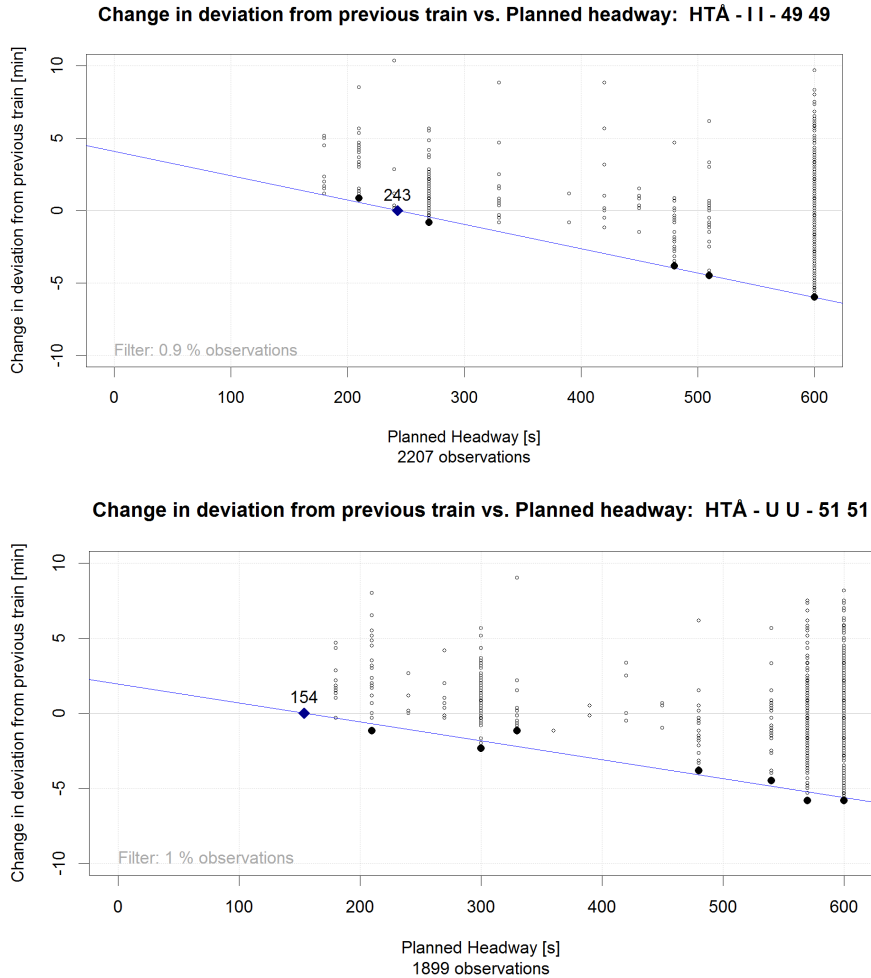 Change in deviation from previous train vs. Planned headway:  HTÅ - I I - 49 49
Change in deviation from previous train [min]
10
5
0
-5
-10
243
Filter: 0.9 % observations
0 100 200 300 400 500 600
Planned Headway [s]
2207 observations
Change in deviation from previous train vs. Planned headway:  HTÅ - U U - 51 51
Change in deviation from previous train [min]
10
5
0
-5
-10
154
Filter: 1 % observations
0 100 200 300 400 500 600
Planned Headway [s]
1899 observations